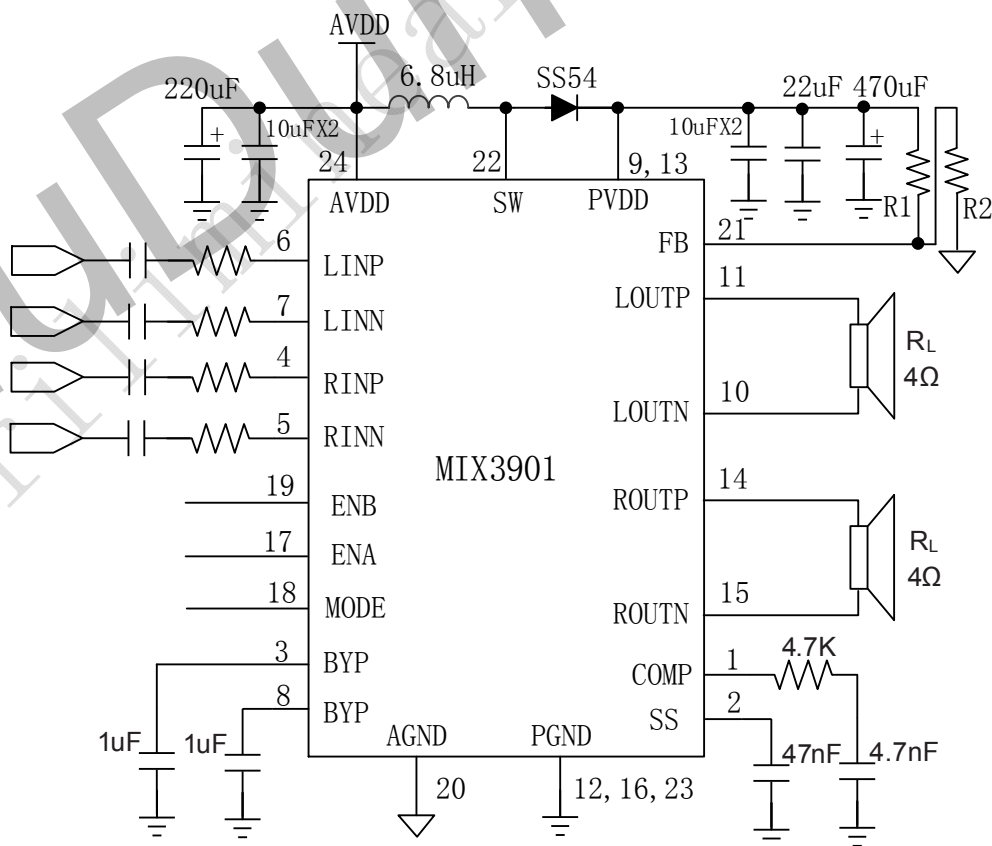 AVDD
220uF
6.8uH
SS54
22uF 470uF
+
10uFX2
10uFX2
+
24
22
9, 13
AVDD
SW
PVDD
R1
R2
6
LINP
FB
21
7
LINN
LOUTP
11
4
RINP
RL
4Ω
5
RINN
LOUTN
10
MIX3901
19
ENB
ROUTP
14
17
ENA
RL
4Ω
18
MODE
ROUTN
15
3
BYP
COMP
1
4.7K
8
BYP
SS
2
1uF
1uF
AGND
PGND
47nF
4.7nF
20
12, 16, 23